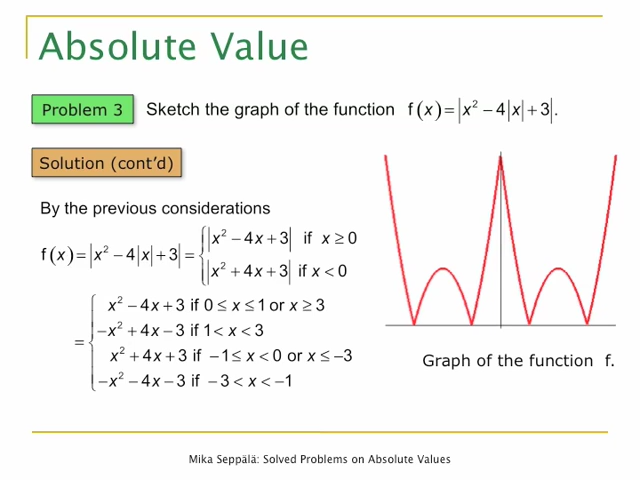 Absolute Value
Problem 3 Sketch the graph of the function f(x)=|x²−4|x|+3|.
Solution (cont'd)
By the previous considerations
f(x)=|x²−4|x|+3|= { |x²−4x+3| if x≥0
|x²+4x+3| if x<0
= { x²−4x+3 if 0≤x≤1 or x≥3
−x²+4x−3 if 1<x<3
x²+4x+3 if −1≤x<0 or x≤−3
−x²−4x−3 if −3<x<−1
Graph of the function f.
Mika Seppälä: Solved Problems on Absolute Values